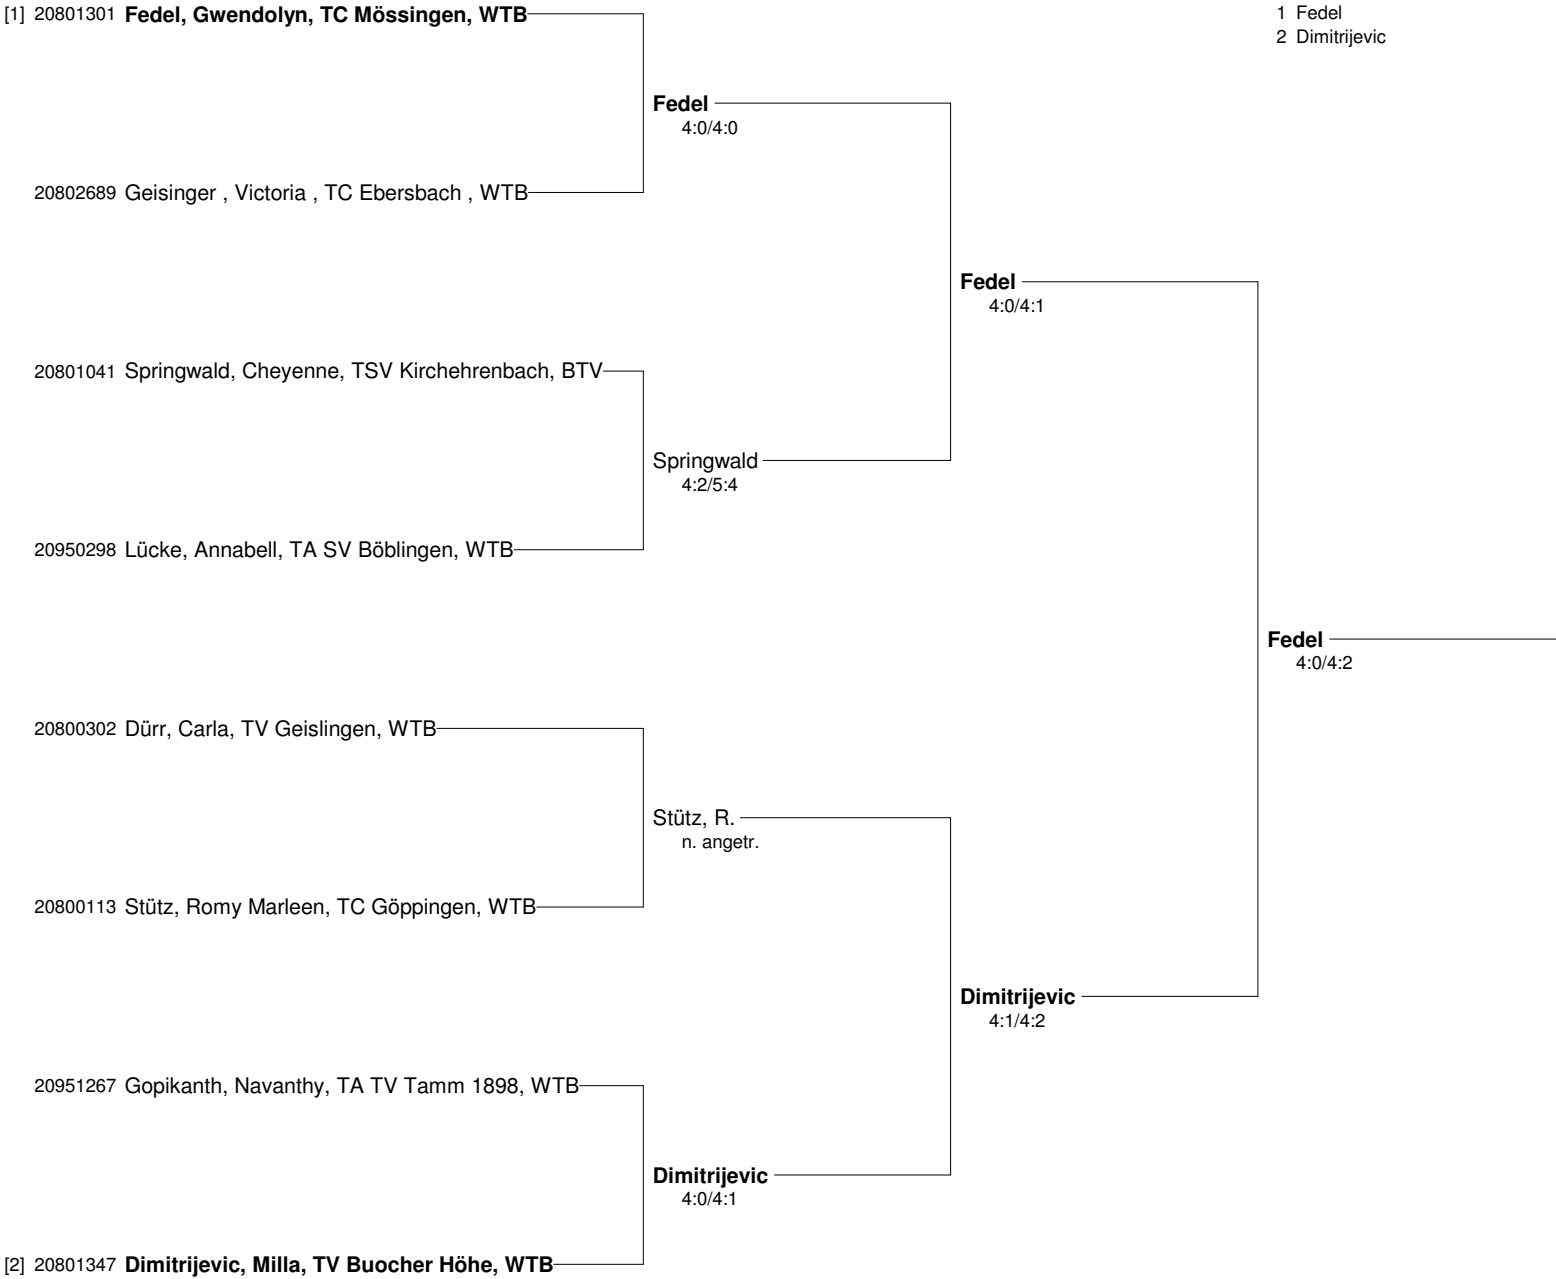 [1] 20801301 Fedel, Gwendolyn, TC Mössingen, WTB
1 Fedel
2 Dimitrijevic
Fedel
4:0/4:0
20802689 Geisinger , Victoria , TC Ebersbach , WTB
Fedel
4:0/4:1
20801041 Springwald, Cheyenne, TSV Kirchehrenbach, BTV
Springwald
4:2/5:4
20950298 Lücke, Annabell, TA SV Böblingen, WTB
Fedel
4:0/4:2
20800302 Dürr, Carla, TV Geislingen, WTB
Stütz, R.
n. angetr.
20800113 Stütz, Romy Marleen, TC Göppingen, WTB
Dimitrijevic
4:1/4:2
20951267 Gopikanth, Navanthy, TA TV Tamm 1898, WTB
Dimitrijevic
4:0/4:1
[2] 20801347 Dimitrijevic, Milla, TV Buocher Höhe, WTB